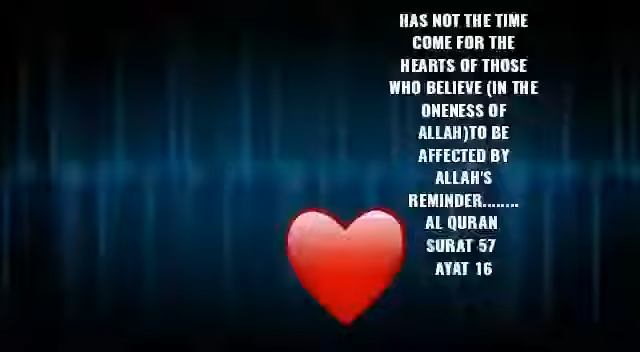 HAS NOT THE TIME
COME FOR THE
HEARTS OF THOSE
WHO BELIEVE (IN THE
ONENESS OF
ALLAH)TO BE
AFFECTED BY
ALLAH'S
REMINDER........
AL QURAN
SURAT 57
AYAT 16